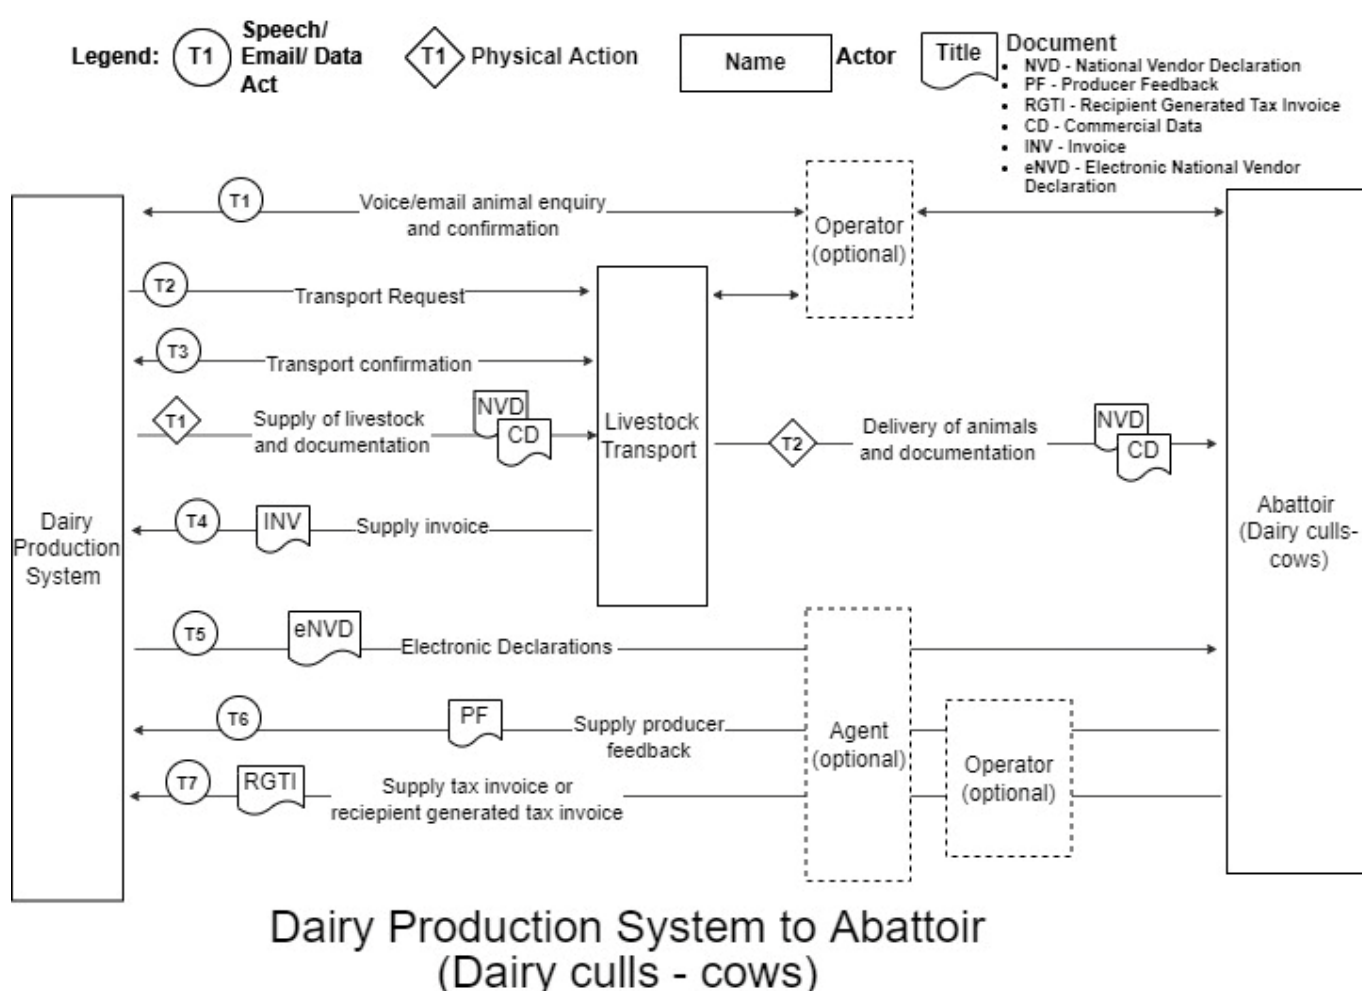 Legend:
T1
Speech/
Email/ Data
Act
T1
Physical Action
Name
Actor
Title
Document
• NVD - National Vendor Declaration
• PF - Producer Feedback
• RGTI - Recipient Generated Tax Invoice
• CD - Commercial Data
• INV - Invoice
• eNVD - Electronic National Vendor
Declaration
T1
Voice/email animal enquiry
and confirmation
Operator
(optional)
T2
Transport Request
T3
Transport confirmation
T1
Supply of livestock
and documentation
NVD
CD
Livestock
Transport
T2
Delivery of animals
and documentation
NVD
CD
Dairy
Production
System
Abattoir
(Dairy culls-
cows)
T4
INV
Supply invoice
T5
eNVD
Electronic Declarations
T6
PF
Supply producer
feedback
Agent
(optional)
Operator
(optional)
T7
RGTI
Supply tax invoice or
reciepient generated tax invoice
Dairy Production System to Abattoir
(Dairy culls - cows)